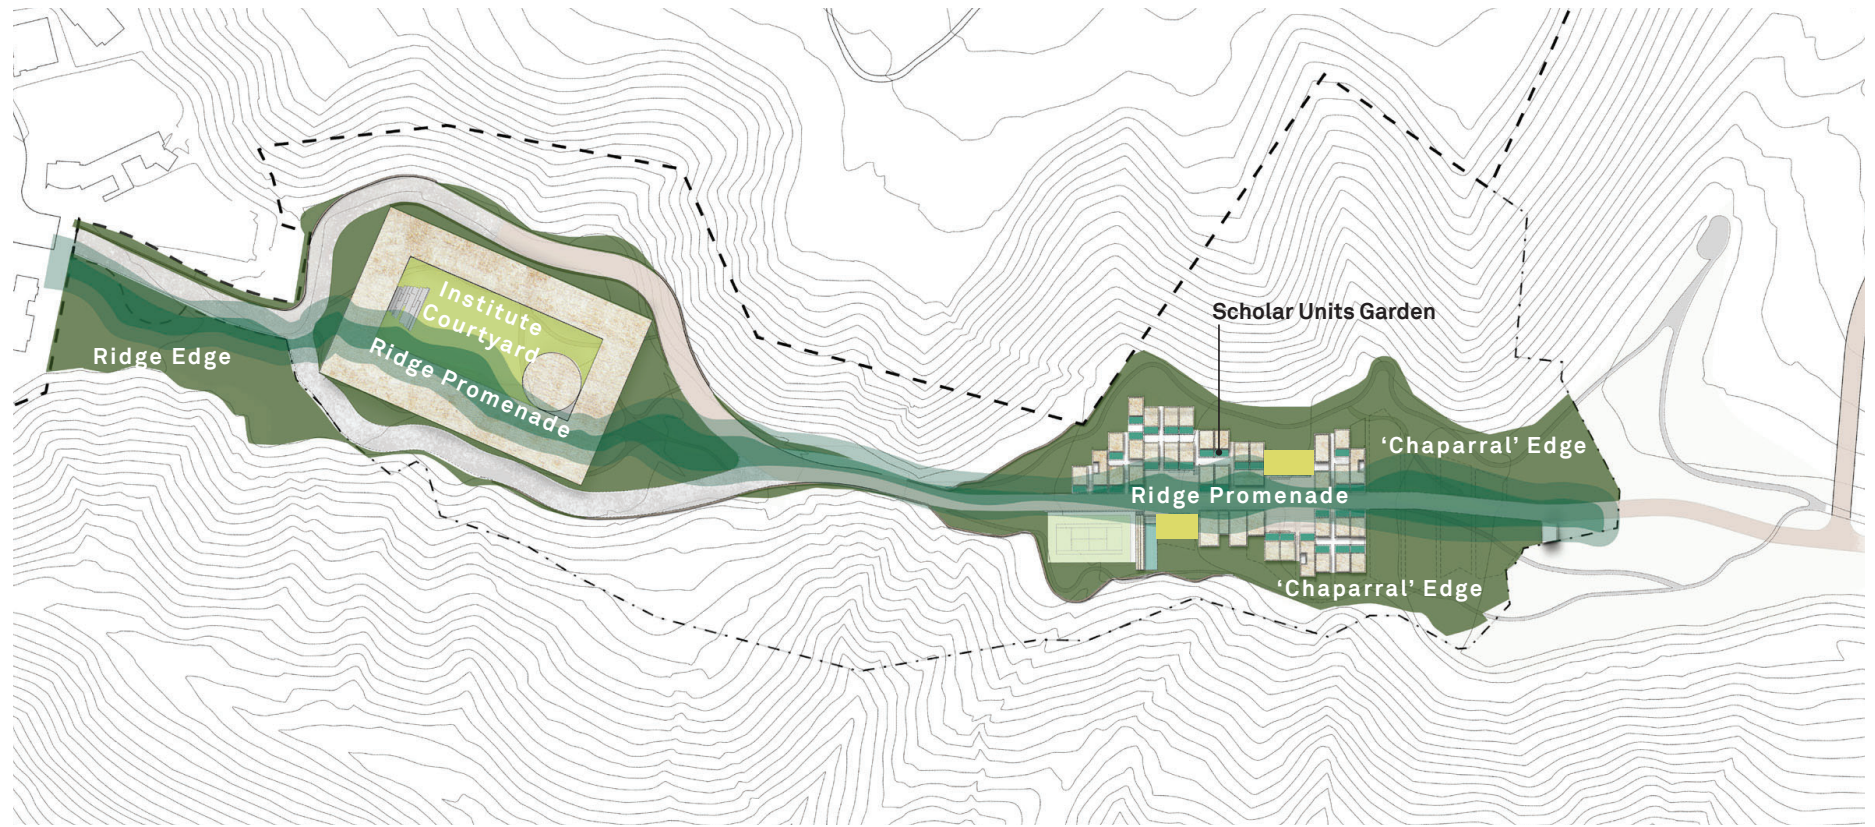 Ridge Edge
Institute
Courtyard
Ridge Promenade
Scholar Units Garden
‘Chaparral’ Edge
Ridge Promenade
‘Chaparral’ Edge